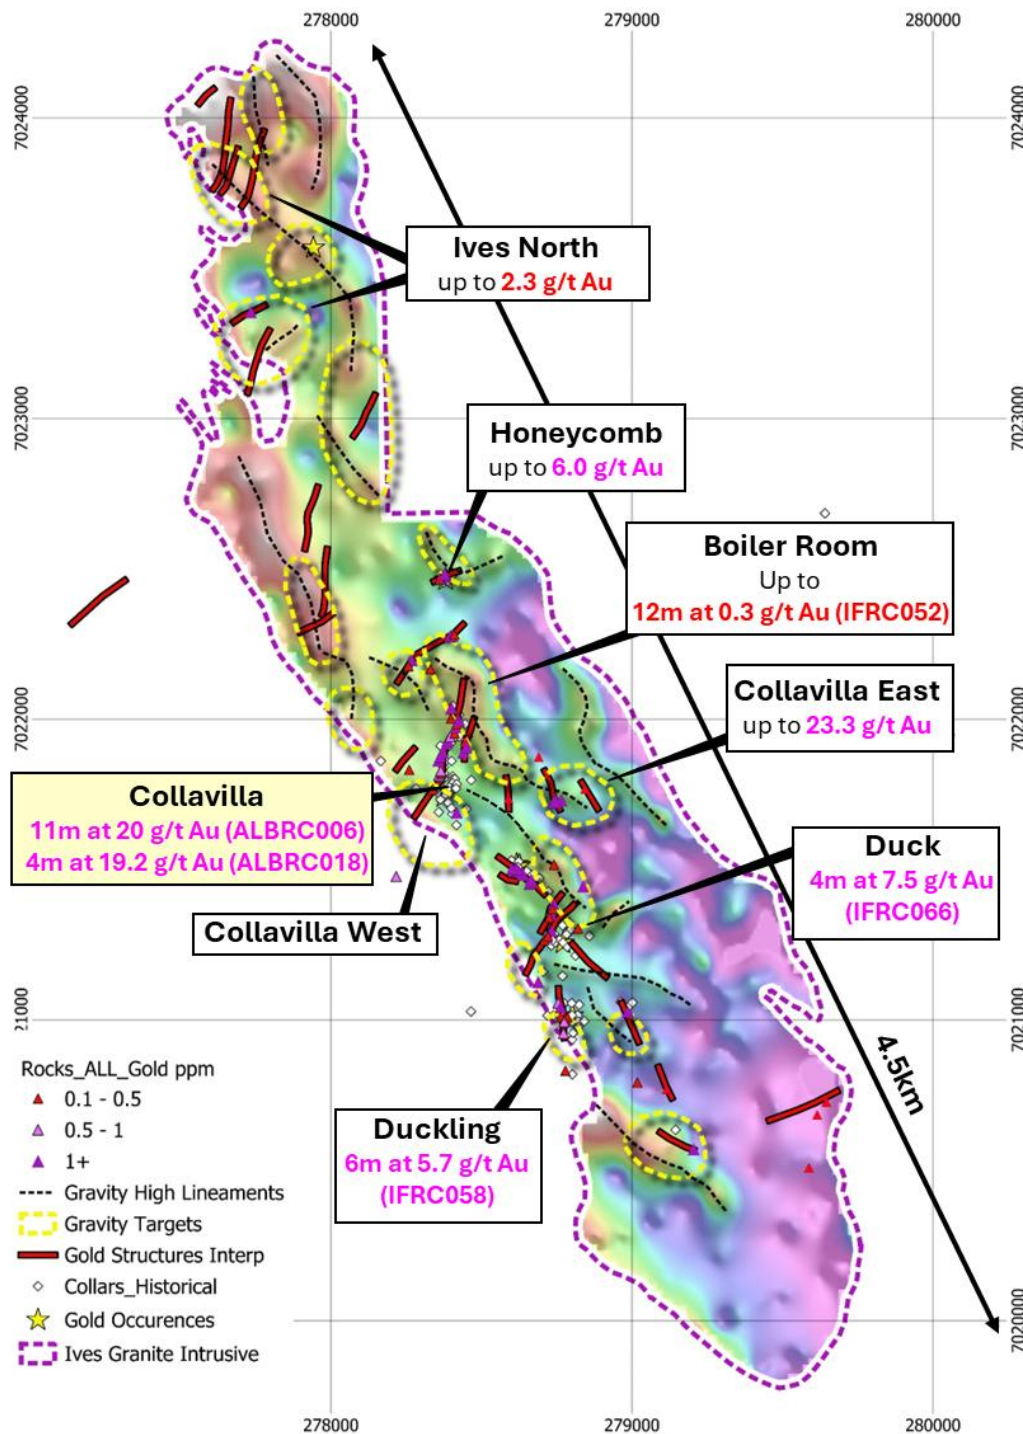 278000 279000 280000
7024000 7024000
Ives North
up to 2.3 g/t Au
7023000 7023000
Honeycomb
up to 6.0 g/t Au
Boiler Room
Up to
12m at 0.3 g/t Au (IFRC052)
7022000 7022000
Collavilla East
up to 23.3 g/t Au
Collavilla
11m at 20 g/t Au (ALBRC006)
4m at 19.2 g/t Au (ALBRC018)
Duck
4m at 7.5 g/t Au
(IFRC066)
Collavilla West
21000 7021000
4.5km
Rocks_ALL_Gold ppm
0.1 - 0.5
0.5 - 1
1+
Gravity High Lineaments
Gravity Targets
Gold Structures Interp
Collars_Historical
Gold Occurences
Ives Granite Intrusive
Duckling
6m at 5.7 g/t Au
(IFRC058)
7020000
278000 279000 280000